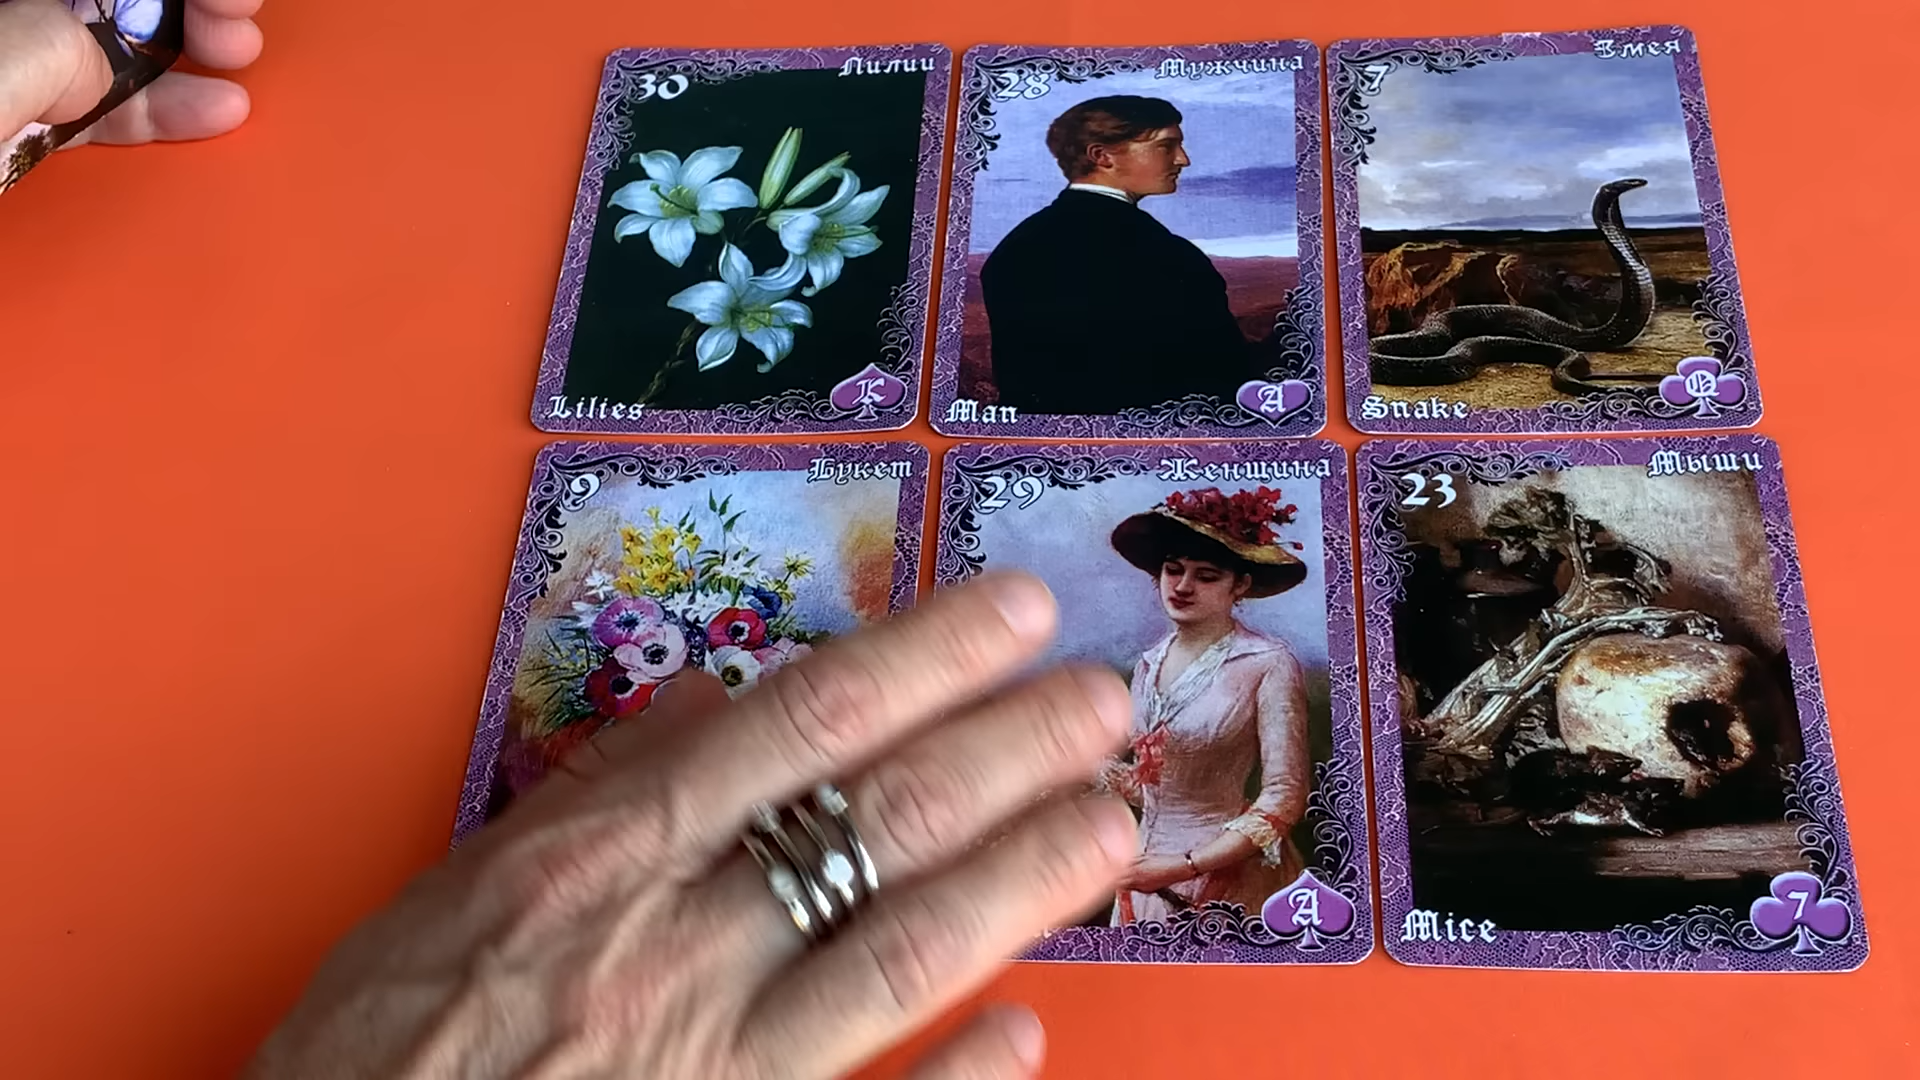 30 Лилии
K
Lilies
28 Мужчина
A
Man
7 Змея
Q
Snake
9 Букет
29 Женщина
A
23 Мыши
7
Mice